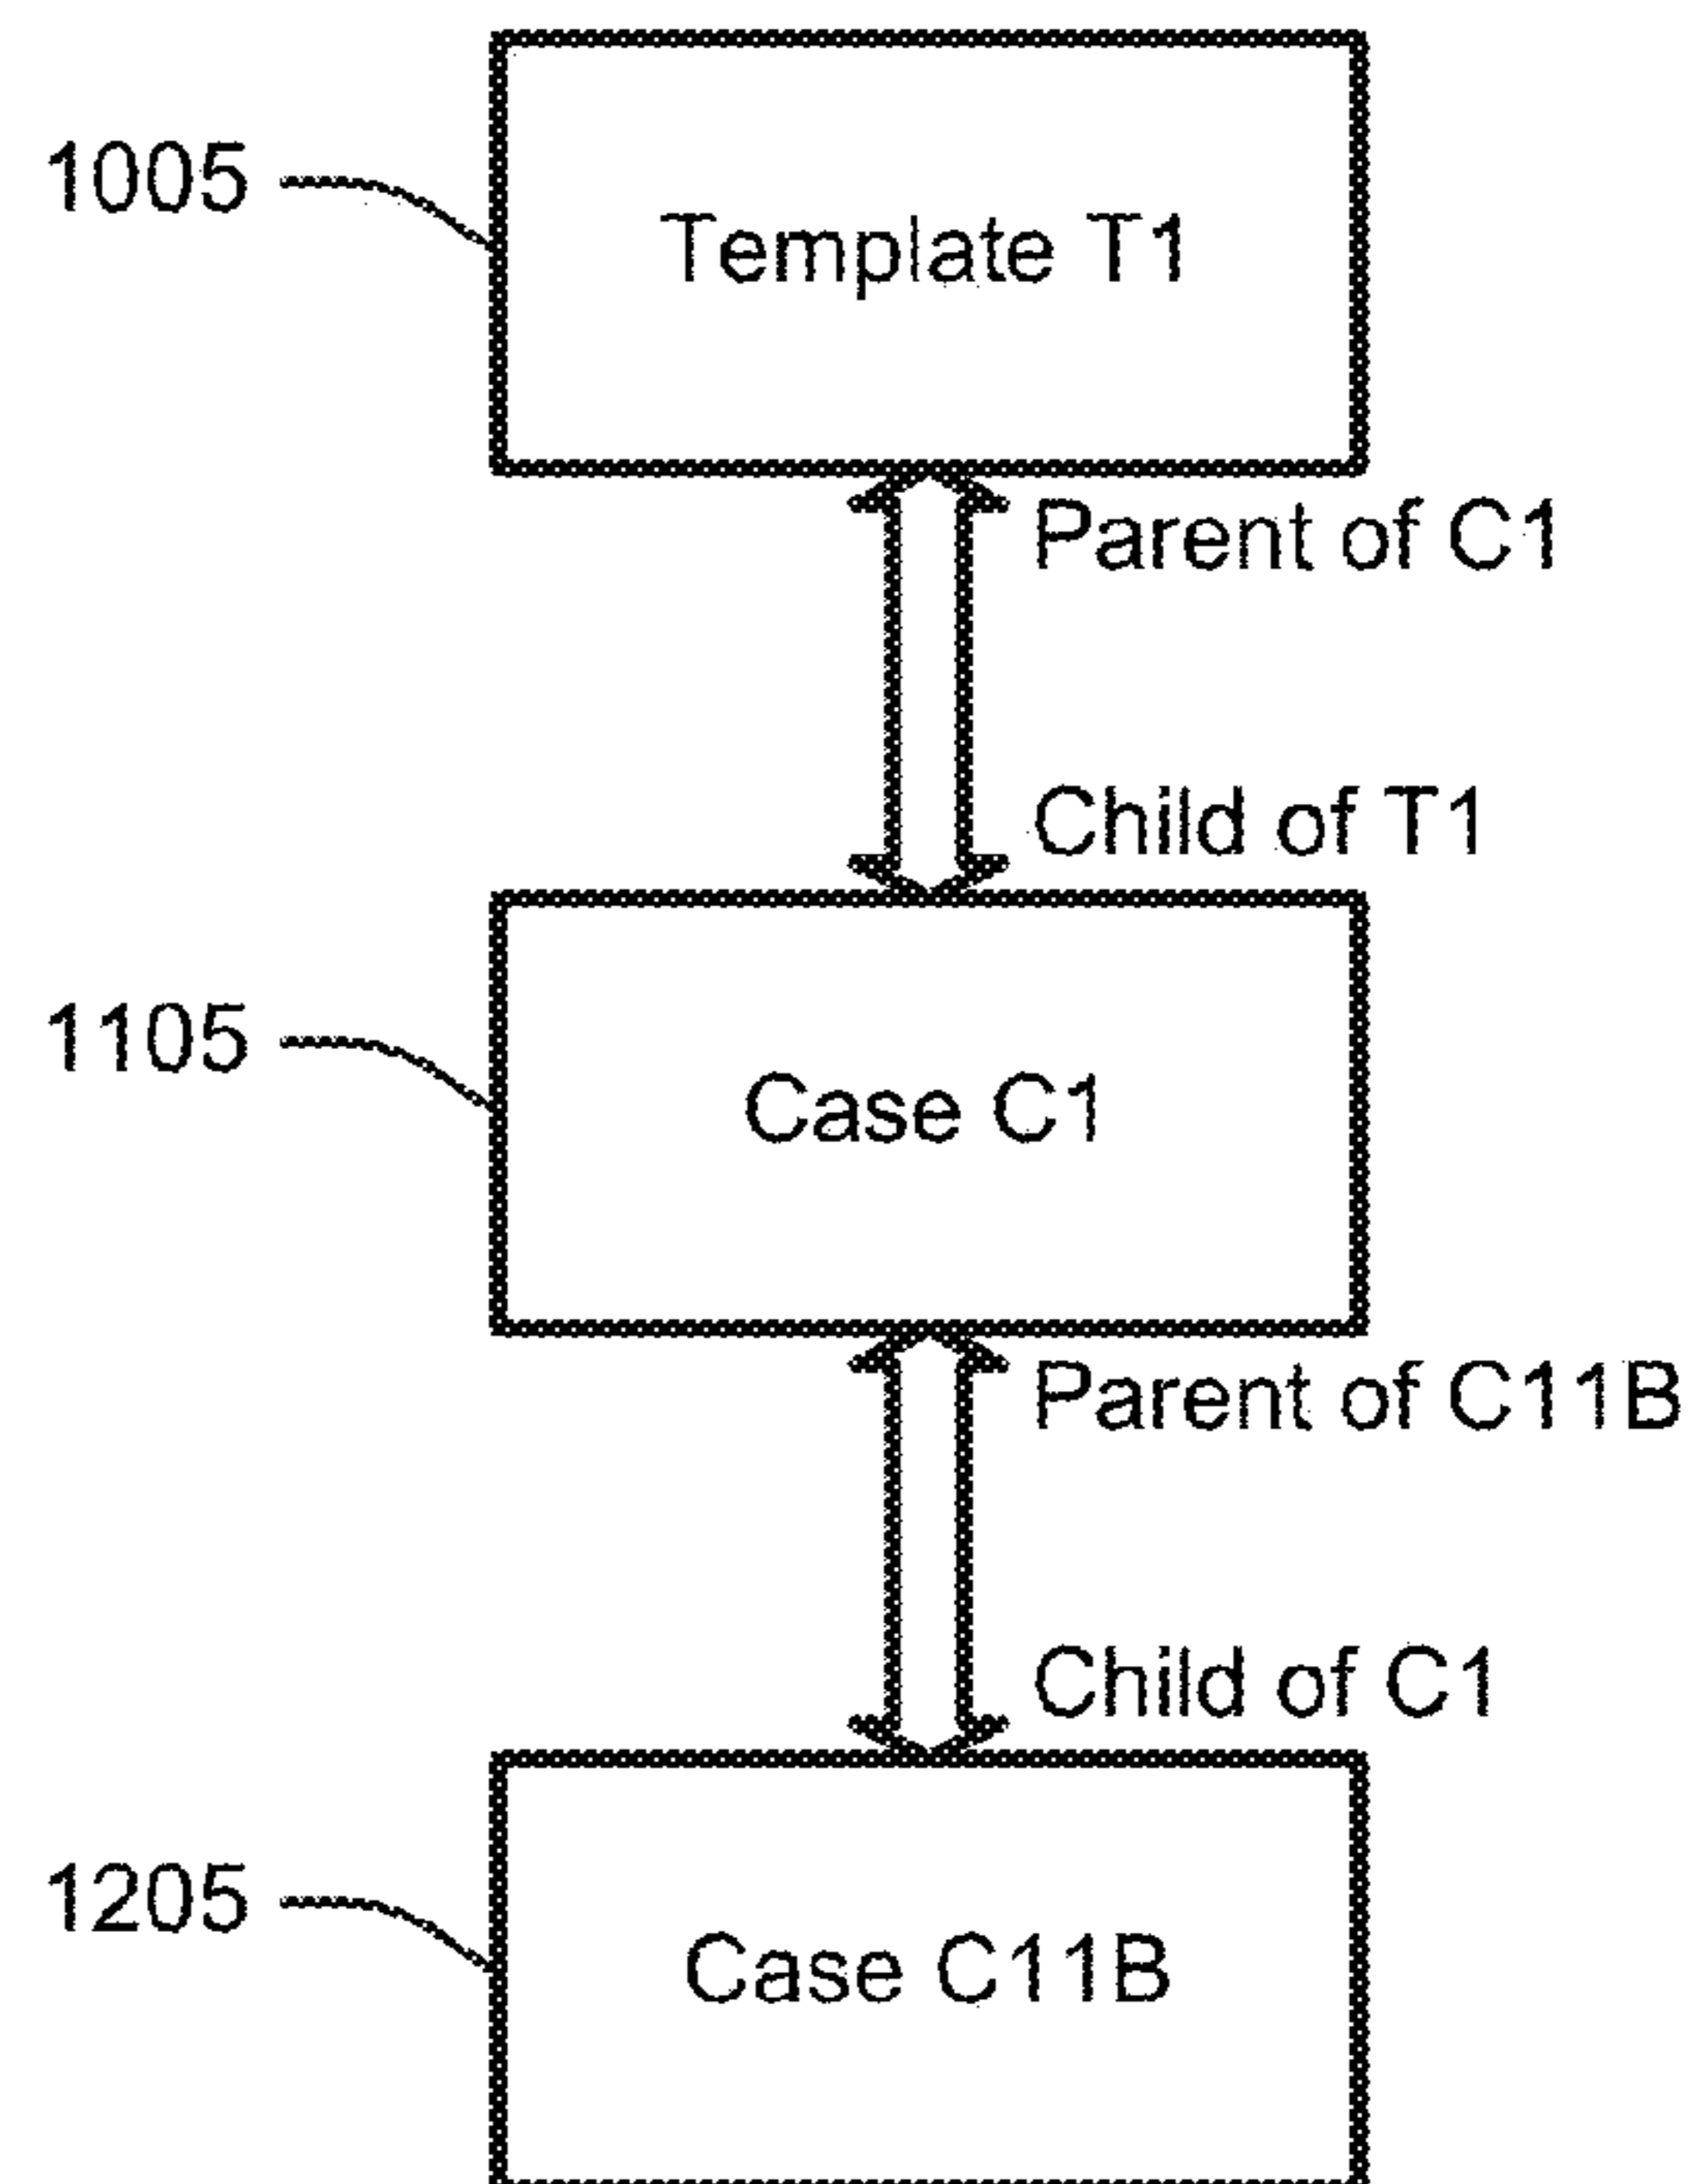 1005
Template T1
Parent of C1
Child of T1
1105
Case C1
Parent of C11B
Child of C1
1205
Case C11B